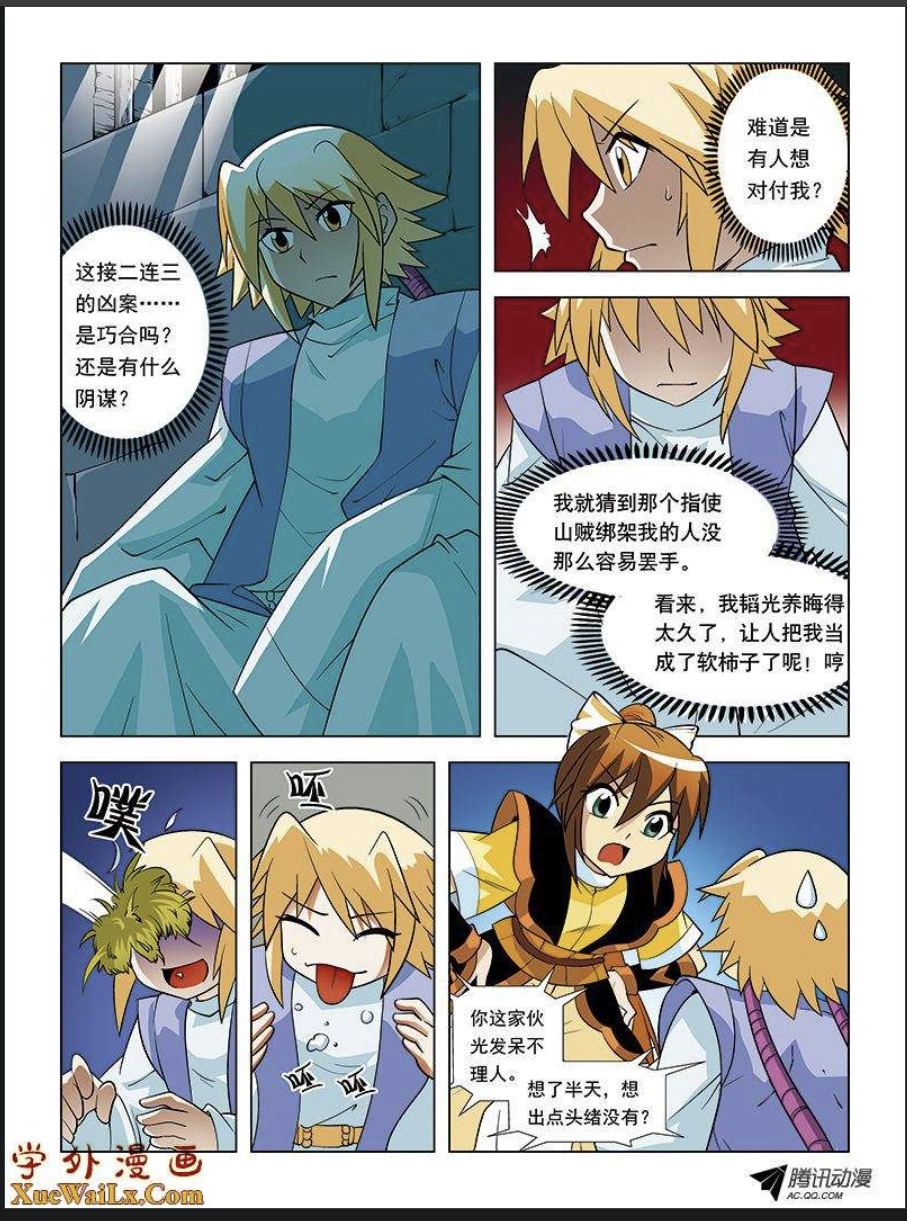 这接二连三
的凶案……
是巧合吗?
还是有什么
阴谋?
难道是
有人想
对付我?
我就猜到那个指使
山贼绑架我的人没
那么容易罢手。
看来，我韬光养晦得
太久了，让人把我当
成了软柿子了呢！哼
噗
呸
呸
呸
你这家伙
光发呆不
理人。
想了半天，想
出点头绪没有?
学外漫画
XueWaiLx.Com
腾讯动漫
AC.QQ.COM